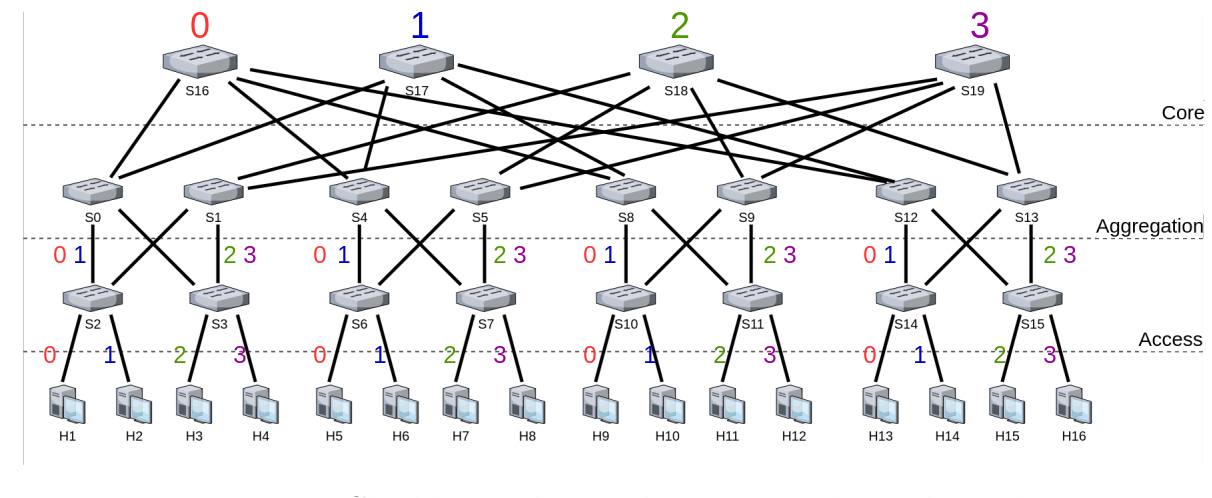 0 1 2 3
S16 S17 S18 S19
Core
S0 S1 S4 S5 S8 S9 S12 S13
Aggregation
0 1 2 3 0 1 2 3 0 1 2 3 0 1 2 3
S2 S3 S6 S7 S10 S11 S14 S15
Access
0 1 2 3 0 1 2 3 0 1 2 3 0 1 2 3
H1 H2 H3 H4 H5 H6 H7 H8 H9 H10 H11 H12 H13 H14 H15 H16